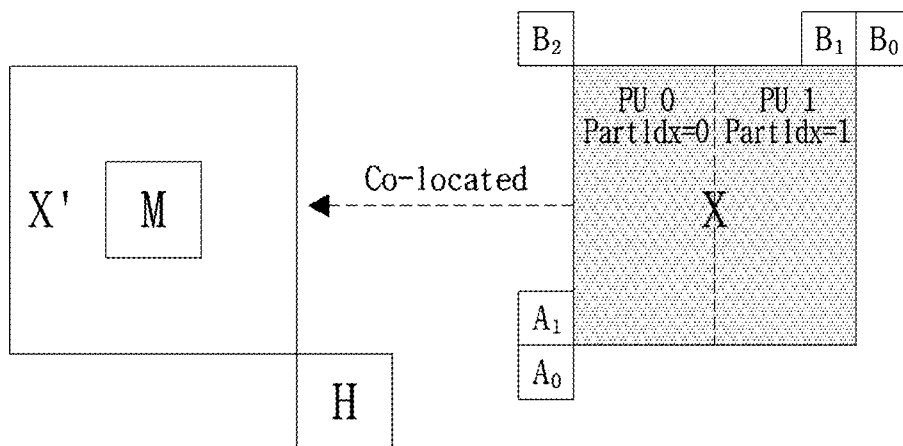 B₂
B₁ B₀
PU 0 PU 1
PartIdx=0 PartIdx=1
Co-located
X' M
X
A₁
A₀
H